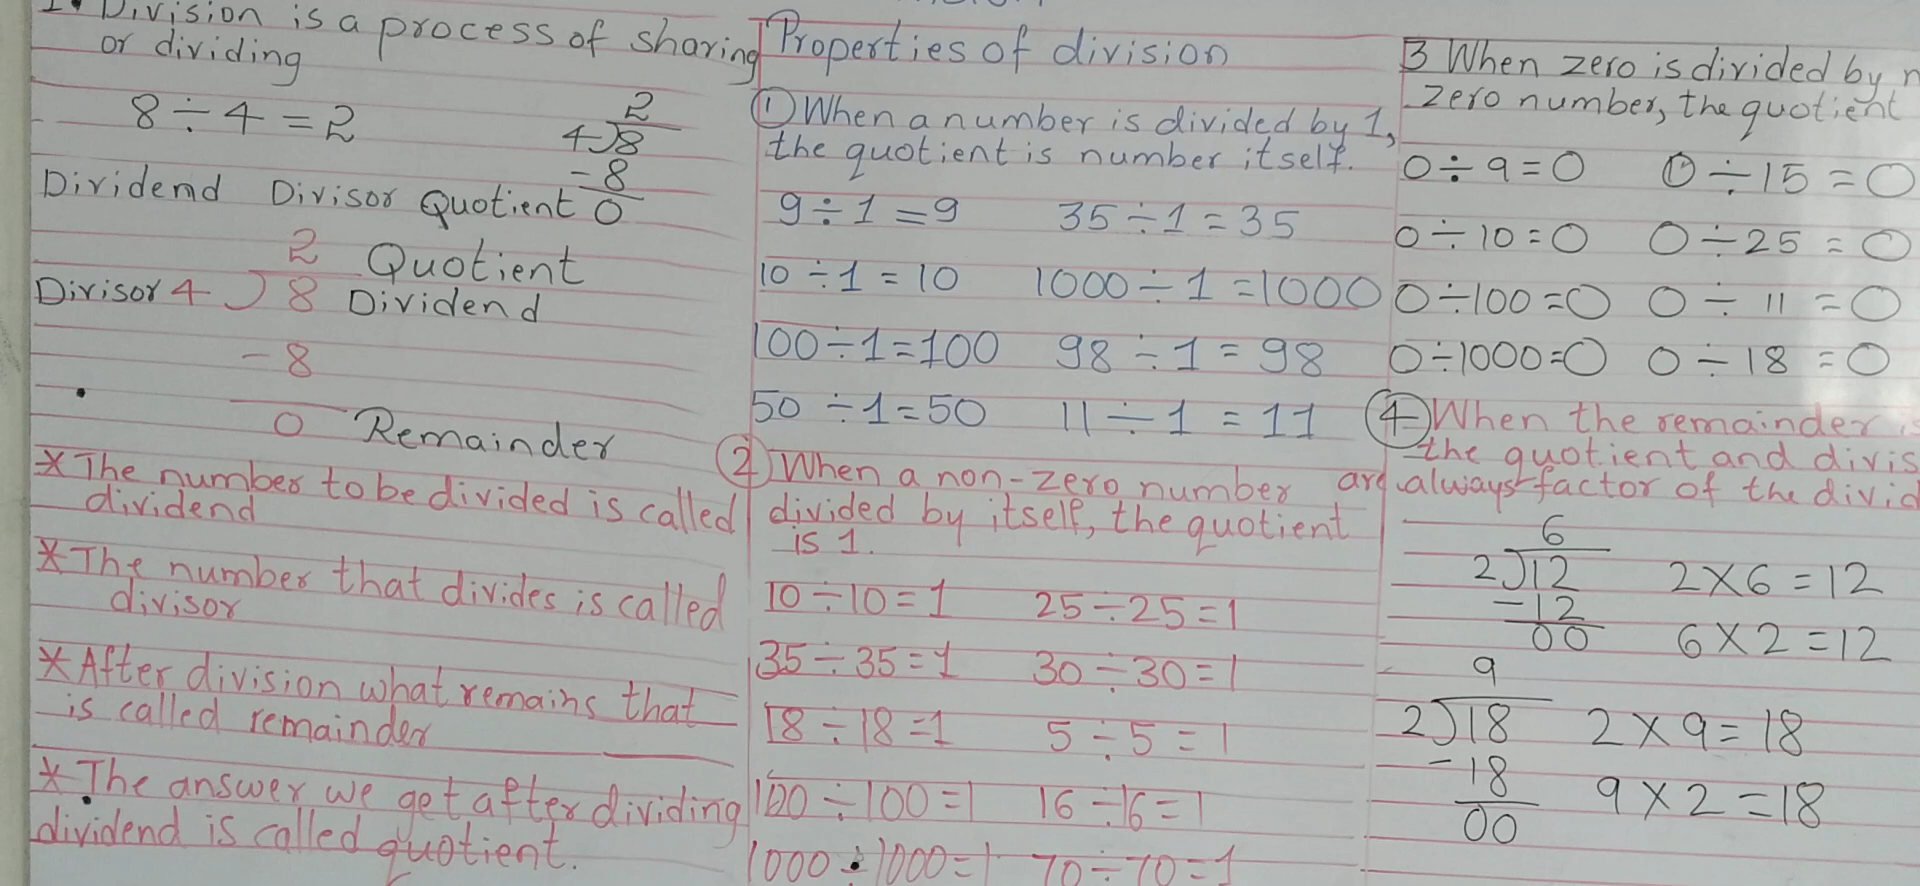 1. Division is a process of sharing
or dividing
8 ÷ 4 = 2
2
4)8
-8
0
Dividend Divisor Quotient
2 Quotient
Divisor 4 ) 8 Dividend
- 8
0 Remainder
* The number to be divided is called
dividend
* The number that divides is called
divisor
* After division what remains that
is called remainder
* The answer we get after dividing
dividend is called quotient.
Properties of division
① When a number is divided by 1,
the quotient is number itself.
9 ÷ 1 = 9 35 ÷ 1 = 35
10 ÷ 1 = 10 1000 ÷ 1 = 1000
100 ÷ 1 = 100 98 ÷ 1 = 98
50 ÷ 1 = 50 11 ÷ 1 = 11
② When a non-zero number
divided by itself, the quotient
is 1.
10 ÷ 10 = 1 25 ÷ 25 = 1
35 ÷ 35 = 1 30 ÷ 30 = 1
18 ÷ 18 = 1 5 ÷ 5 = 1
100 ÷ 100 = 1 16 ÷ 16 = 1
1000 ÷ 1000 = 1 70 ÷ 70 = 1
3 When zero is divided by n
zero number, the quotient
0 ÷ 9 = 0 0 ÷ 15 = 0
0 ÷ 10 = 0 0 ÷ 25 = 0
0 ÷ 100 = 0 0 ÷ 11 = 0
0 ÷ 1000 = 0 0 ÷ 18 = 0
④ When the remainder is
the quotient and divis
are always factor of the divid
6
2)12 2 X 6 = 12
-12
00 6 X 2 = 12
9
2)18 2 X 9 = 18
-18 9 X 2 = 18
00